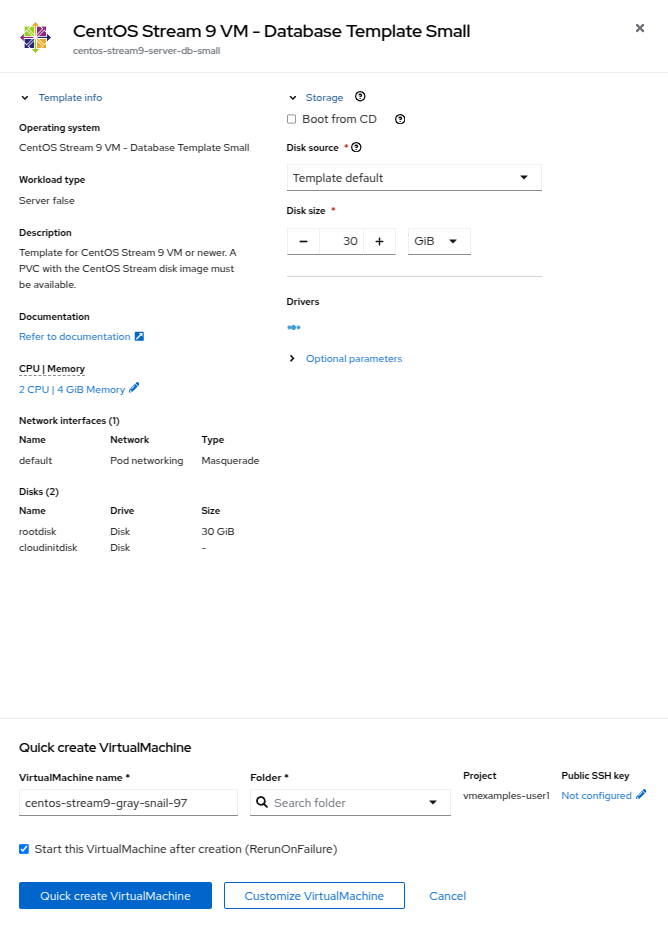 CentOS Stream 9 VM - Database Template Small
centos-stream9-server-db-small
Template info
Operating system
CentOS Stream 9 VM - Database Template Small
Workload type
Server false
Description
Template for CentOS Stream 9 VM or newer. A
PVC with the CentOS Stream disk image must
be available.
Documentation
Refer to documentation
CPU | Memory
2 CPU | 4 GiB Memory
Network interfaces (1)
Name Network Type
default Pod networking Masquerade
Disks (2)
Name Drive Size
rootdisk Disk 30 GiB
cloudinitdisk Disk -
Storage
Boot from CD
Disk source *
Template default
Disk size *
30 GiB
Drivers
Optional parameters
Quick create VirtualMachine
VirtualMachine name * Folder * Project Public SSH key
centos-stream9-gray-snail-97 Search folder vmexamples-user1 Not configured
Start this VirtualMachine after creation (RerunOnFailure)
Quick create VirtualMachine Customize VirtualMachine Cancel